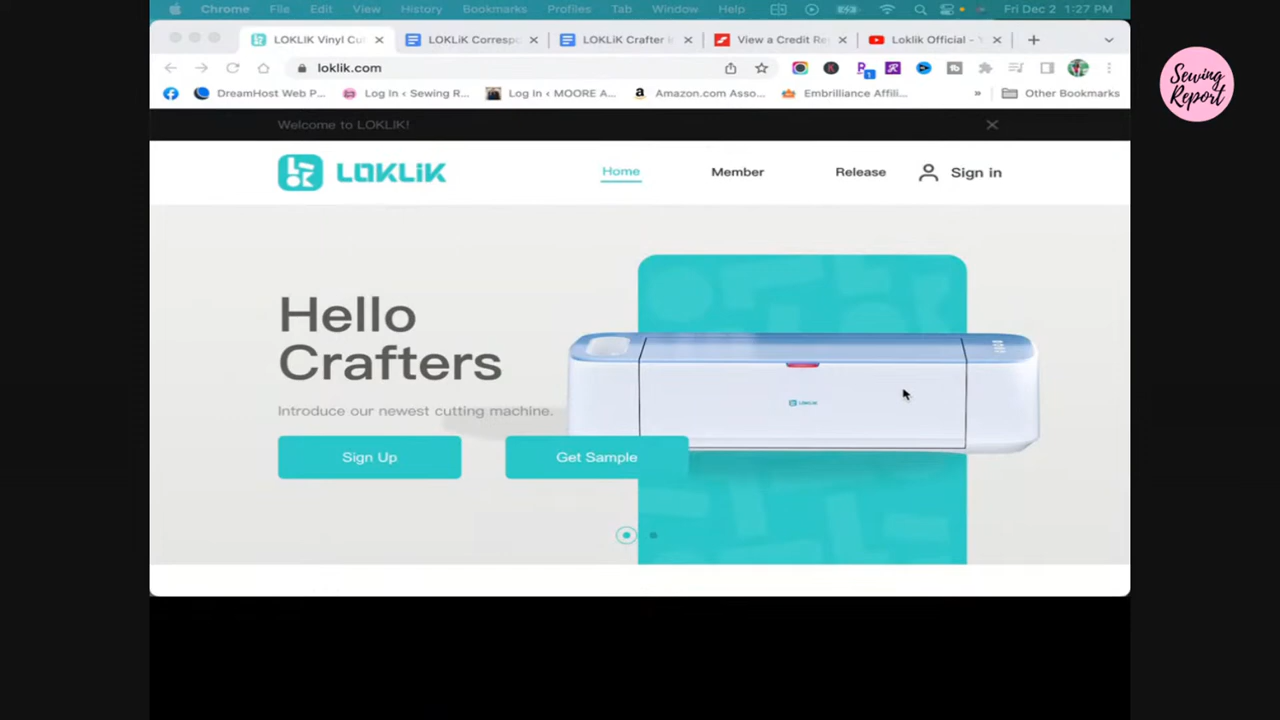 Chrome File Edit View History Bookmarks Profiles Tab Window Help Fri Dec 2 1:27 PM
LOKLIK Vinyl Cu
LOKLiK Corresp
LOKLiK Crafter
View a Credit Re
Loklik Official -
loklik.com
DreamHost Web P...
Log In ‹ Sewing R...
Log In ‹ MOORE A...
Amazon.com Asso...
Embrilliance Affili...
» Other Bookmarks
Sewing
Report
Welcome to LOKLIK!
LOKLiK
Home Member Release Sign in
Hello
Crafters
Introduce our newest cutting machine.
Sign Up Get Sample
LOKLiK